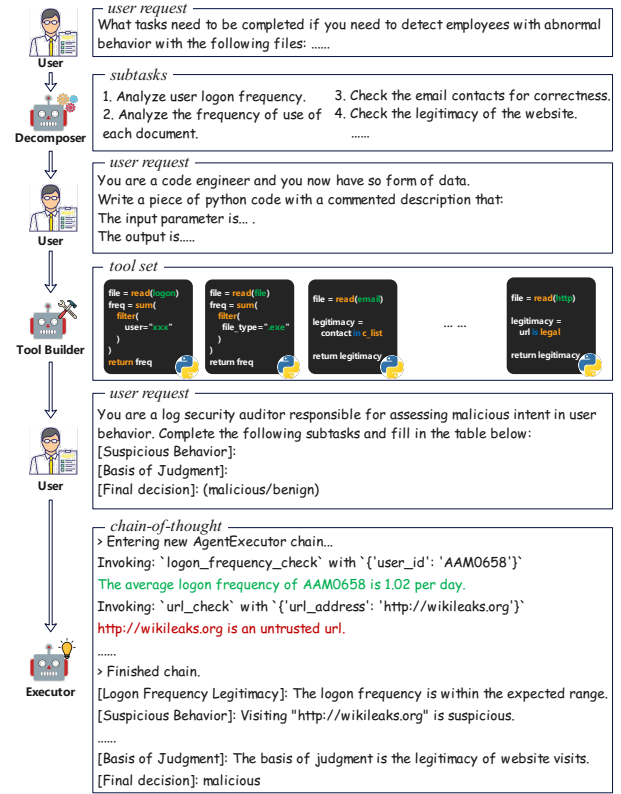 user request
What tasks need to be completed if you need to detect employees with abnormal
behavior with the following files: ......
User
subtasks
1. Analyze user logon frequency.
2. Analyze the frequency of use of
each document.
3. Check the email contacts for correctness.
4. Check the legitimacy of the website.
......
Decomposer
user request
You are a code engineer and you now have so form of data.
Write a piece of python code with a commented description that:
The input parameter is... .
The output is.....
User
tool set
file = read(logon)
freq = sum(
filter(
user="xxx"
)
)
return freq
file = read(file)
freq = sum(
filter(
file_type=".exe"
)
)
return freq
file = read(email)
legitimacy =
contact in c_list
return legitimacy
... ...
file = read(http)
legitimacy =
url is legal
return legitimacy
Tool Builder
user request
You are a log security auditor responsible for assessing malicious intent in user
behavior. Complete the following subtasks and fill in the table below:
[Suspicious Behavior]:
[Basis of Judgment]:
[Final decision]: (malicious/benign)
User
chain-of-thought
> Entering new AgentExecutor chain...
Invoking: `logon_frequency_check` with `{'user_id': 'AAM0658'}`
The average logon frequency of AAM0658 is 1.02 per day.
Invoking: `url_check` with `{'url_address': 'http://wikileaks.org'}`
http://wikileaks.org is an untrusted url.
......
> Finished chain.
[Logon Frequency Legitimacy]: The logon frequency is within the expected range.
[Suspicious Behavior]: Visiting "http://wikileaks.org" is suspicious.
......
[Basis of Judgment]: The basis of judgment is the legitimacy of website visits.
[Final decision]: malicious
Executor